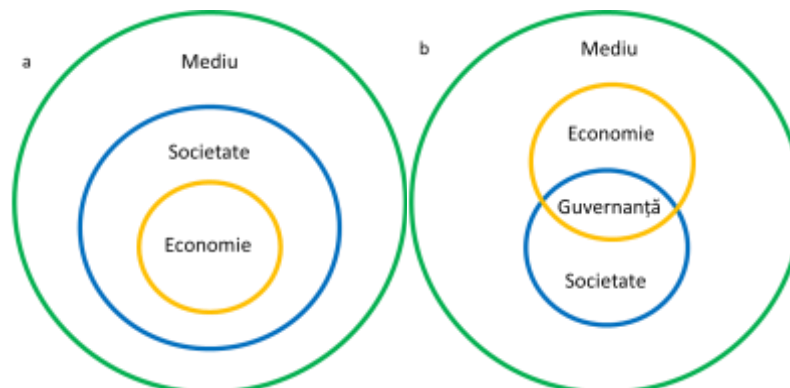 a
Mediu
Societate
Economie
b
Mediu
Economie
Guvernanță
Societate